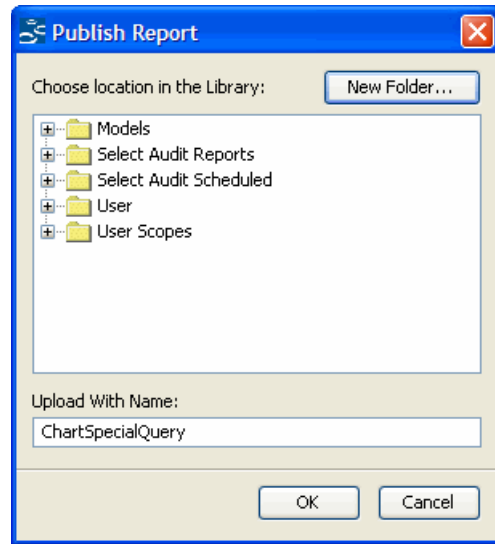 Publish Report
Choose location in the Library:
New Folder...
Models
Select Audit Reports
Select Audit Scheduled
User
User Scopes
Upload With Name:
ChartSpecialQuery
OK
Cancel